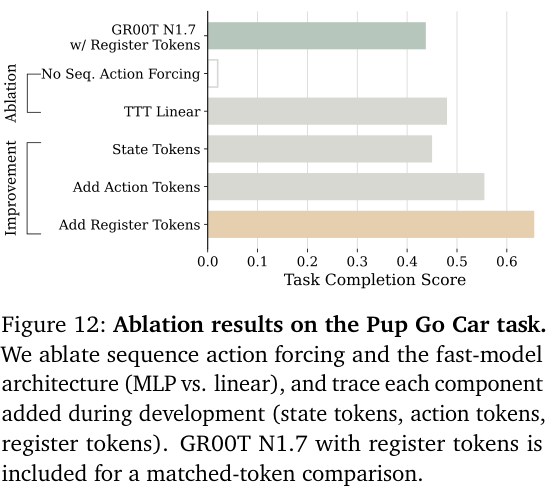 GR00T N1.7
w/ Register Tokens
No Seq. Action Forcing
TTT Linear
State Tokens
Add Action Tokens
Add Register Tokens
Ablation
Improvement
0.0 0.1 0.2 0.3 0.4 0.5 0.6
Task Completion Score
Figure 12: Ablation results on the Pup Go Car task.
We ablate sequence action forcing and the fast-model
architecture (MLP vs. linear), and trace each component
added during development (state tokens, action tokens,
register tokens). GR00T N1.7 with register tokens is
included for a matched-token comparison.